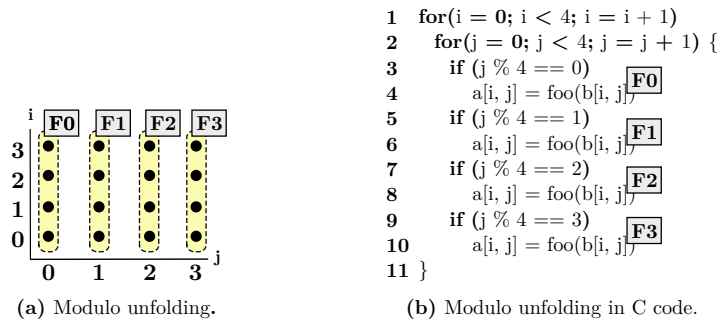 i
F0 F1 F2 F3
3
2
1
0
0 1 2 3
j
(a) Modulo unfolding.
1 for(i = 0; i < 4; i = i + 1)
2 for(j = 0; j < 4; j = j + 1) {
3 if (j % 4 == 0)
F0
4 a[i, j] = foo(b[i, j])
5 if (j % 4 == 1)
F1
6 a[i, j] = foo(b[i, j])
7 if (j % 4 == 2)
F2
8 a[i, j] = foo(b[i, j])
9 if (j % 4 == 3)
F3
10 a[i, j] = foo(b[i, j])
11 }
(b) Modulo unfolding in C code.